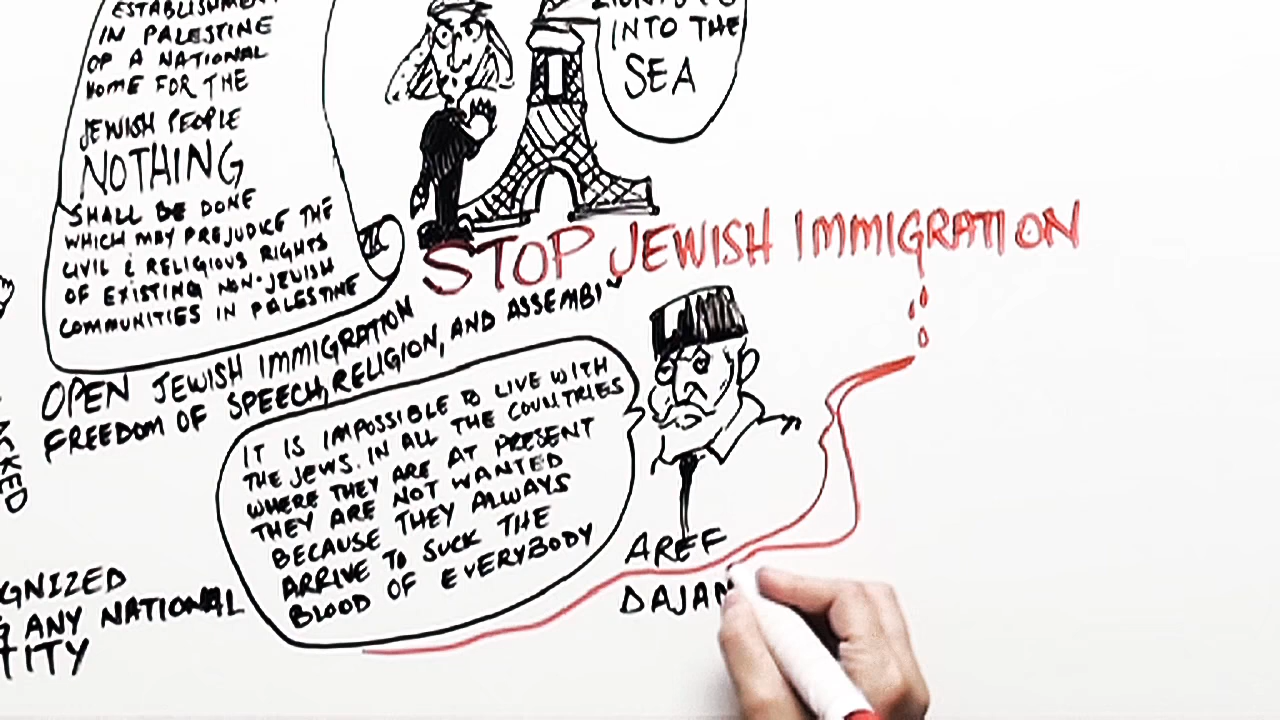 ESTABLISHMENT
IN PALESTINE
OF A NATIONAL
HOME FOR THE
JEWISH PEOPLE
NOTHING
SHALL BE DONE
WHICH MAY PREJUDICE THE
CIVIL & RELIGIOUS RIGHTS
OF EXISTING NON-JEWISH
COMMUNITIES IN PALESTINE
INTO THE
SEA
STOP JEWISH IMMIGRATION
OPEN JEWISH IMMIGRATION
FREEDOM OF SPEECH, RELIGION, AND ASSEMBLY
IT IS IMPOSSIBLE TO LIVE WITH
THE JEWS. IN ALL THE COUNTRIES
WHERE THEY ARE AT PRESENT
THEY ARE NOT WANTED
BECAUSE THEY ALWAYS
ARRIVE TO SUCK THE
BLOOD OF EVERYBODY
AREF
DAJAN
GNIZED
ANY NATIONAL
TITY
ACKED